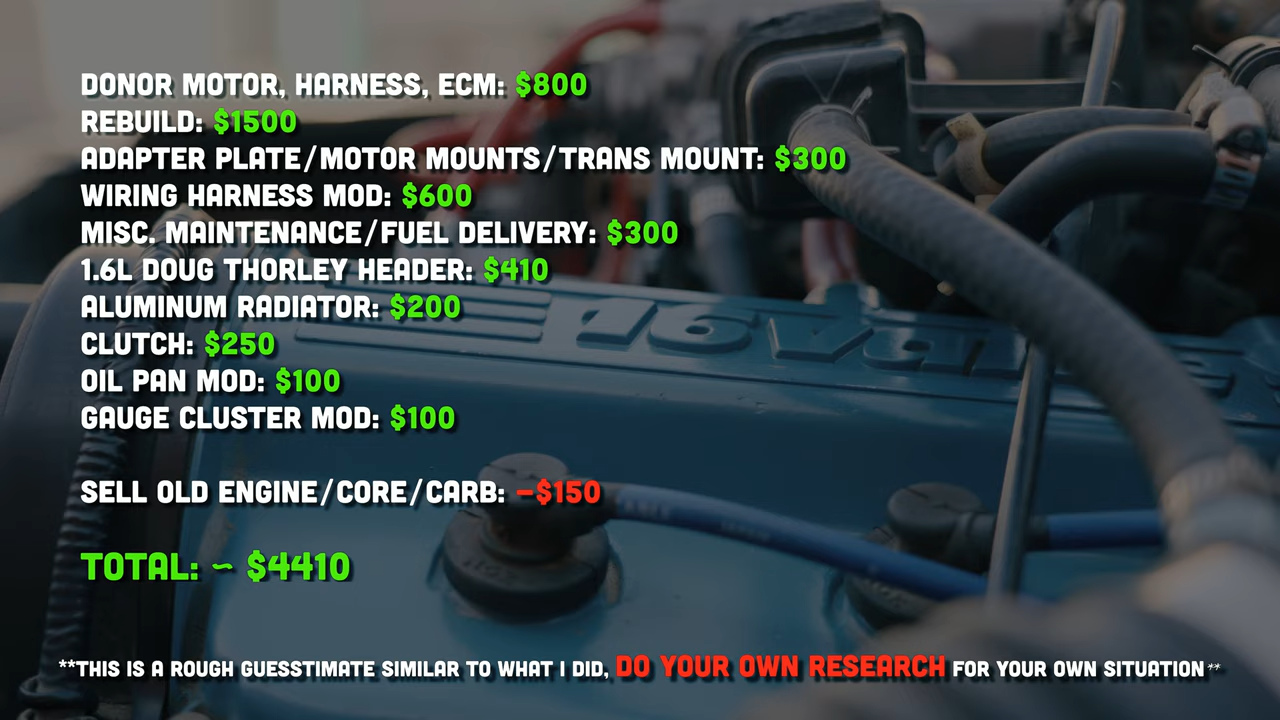 DONOR MOTOR, HARNESS, ECM: $800
REBUILD: $1500
ADAPTER PLATE/MOTOR MOUNTS/TRANS MOUNT: $300
WIRING HARNESS MOD: $600
MISC. MAINTENANCE/FUEL DELIVERY: $300
1.6L DOUG THORLEY HEADER: $410
ALUMINUM RADIATOR: $200
CLUTCH: $250
OIL PAN MOD: $100
GAUGE CLUSTER MOD: $100
SELL OLD ENGINE/CORE/CARB: -$150
TOTAL: ~ $4410
**THIS IS A ROUGH GUESSTIMATE SIMILAR TO WHAT I DID, DO YOUR OWN RESEARCH FOR YOUR OWN SITUATION**
16 Valve